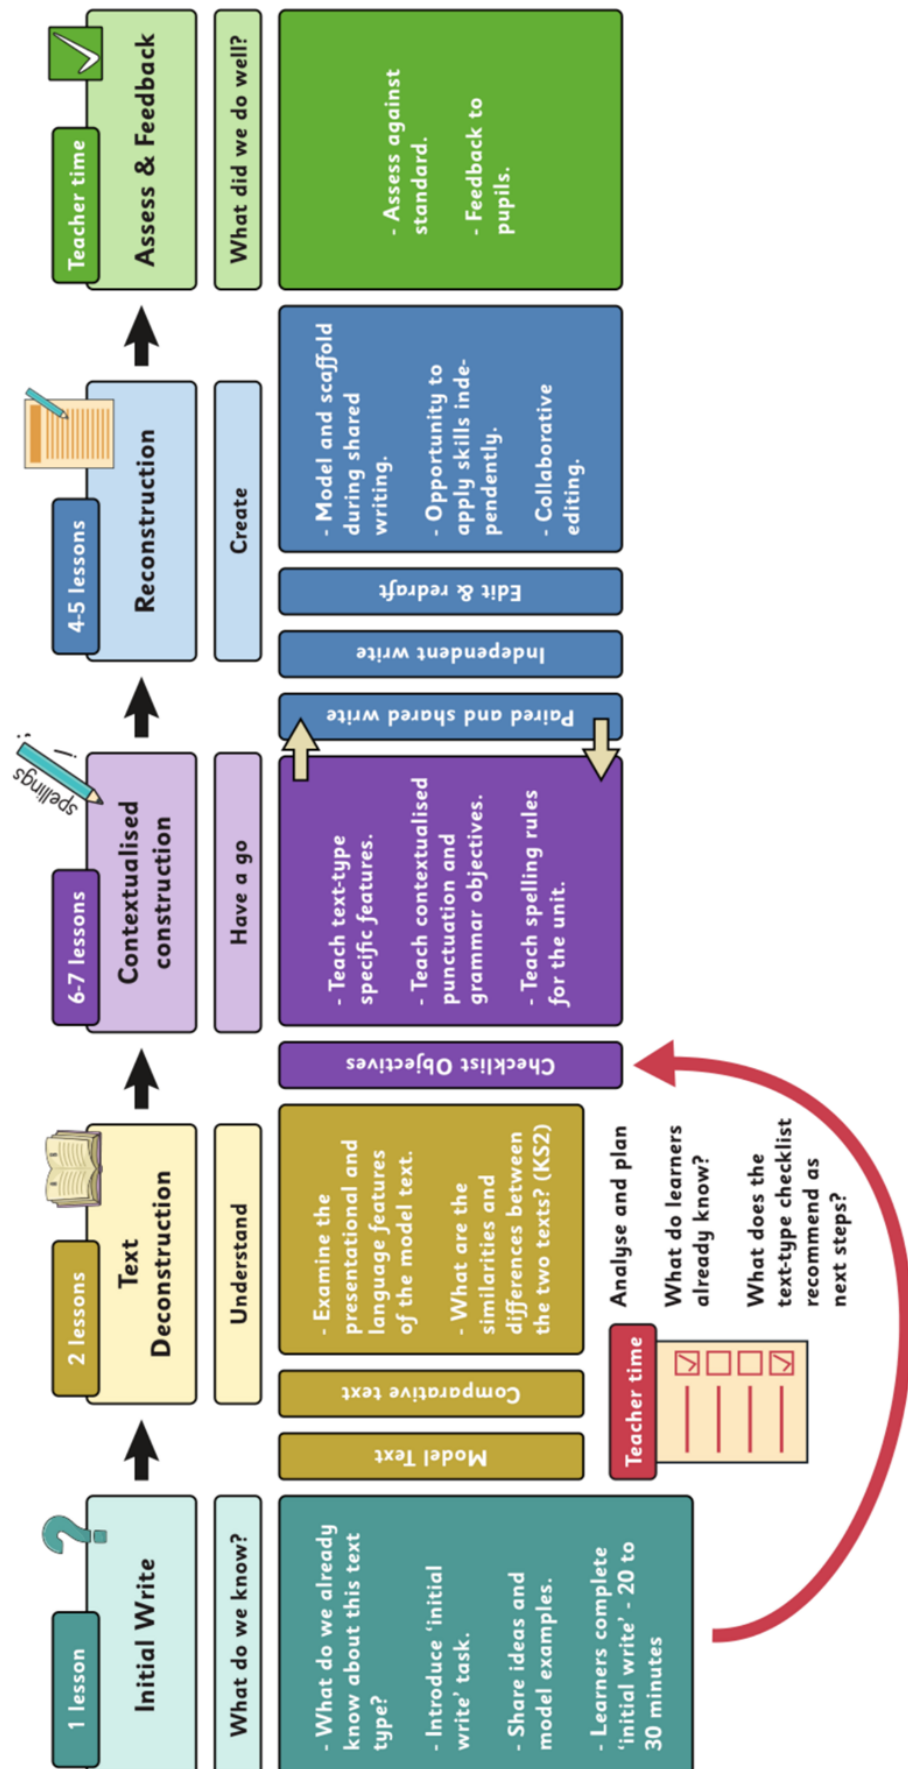 1 lesson
Initial Write
What do we know?
- What do we already
know about this text
type?
- Introduce ‘initial
write’ task.
- Share ideas and
model examples.
- Learners complete
‘initial write’ - 20 to
30 minutes
2 lessons
Text
Deconstruction
Understand
Model Text
Comparative text
- Examine the
presentational and
language features
of the model text.
- What are the
similarities and
differences between
the two texts? (KS2)
Teacher time
Analyse and plan
What do learners
already know?
What does the
text-type checklist
recommend as
next steps?
6-7 lessons
spellings
Contextualised
construction
Have a go
Checklist Objectives
- Teach text-type
specific features.
- Teach contextualised
punctuation and
grammar objectives.
- Teach spelling rules
for the unit.
4-5 lessons
Reconstruction
Create
Paired and shared write
Independent write
Edit & redraft
- Model and scaffold
during shared
writing.
- Opportunity to
apply skills inde-
pendently.
- Collaborative
editing.
Teacher time
Assess & Feedback
What did we do well?
- Assess against
standard.
- Feedback to
pupils.